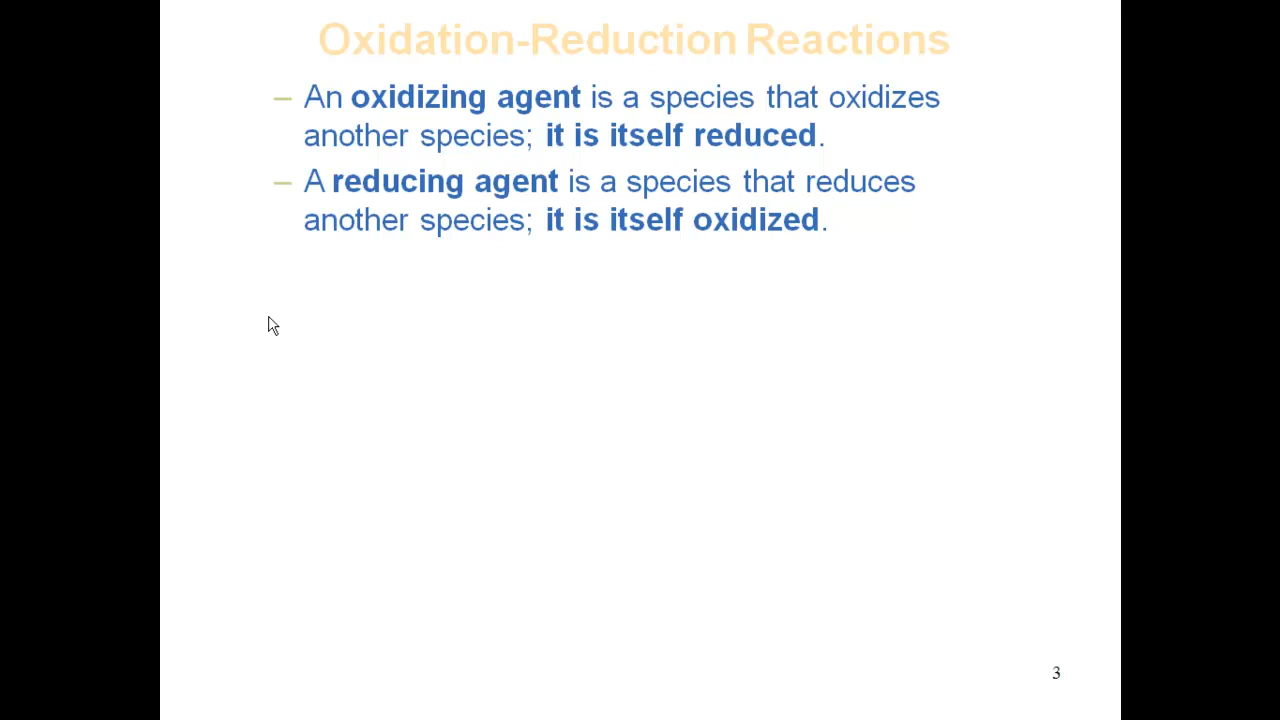 Oxidation-Reduction Reactions
– An oxidizing agent is a species that oxidizes
another species; it is itself reduced.
– A reducing agent is a species that reduces
another species; it is itself oxidized.
3